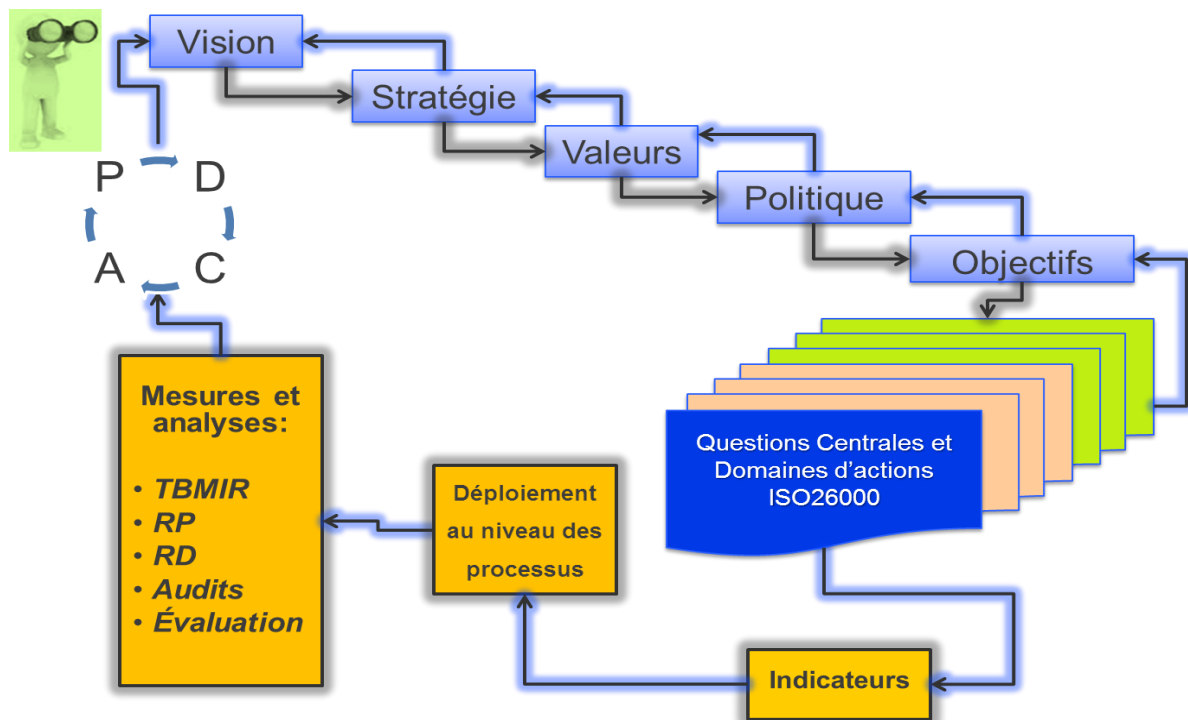 Vision
Stratégie
Valeurs
Politique
Objectifs
P D
A C
Mesures et
analyses:
• TBMIR
• RP
• RD
• Audits
• Évaluation
Déploiement
au niveau des
processus
Questions Centrales et
Domaines d'actions
ISO26000
Indicateurs